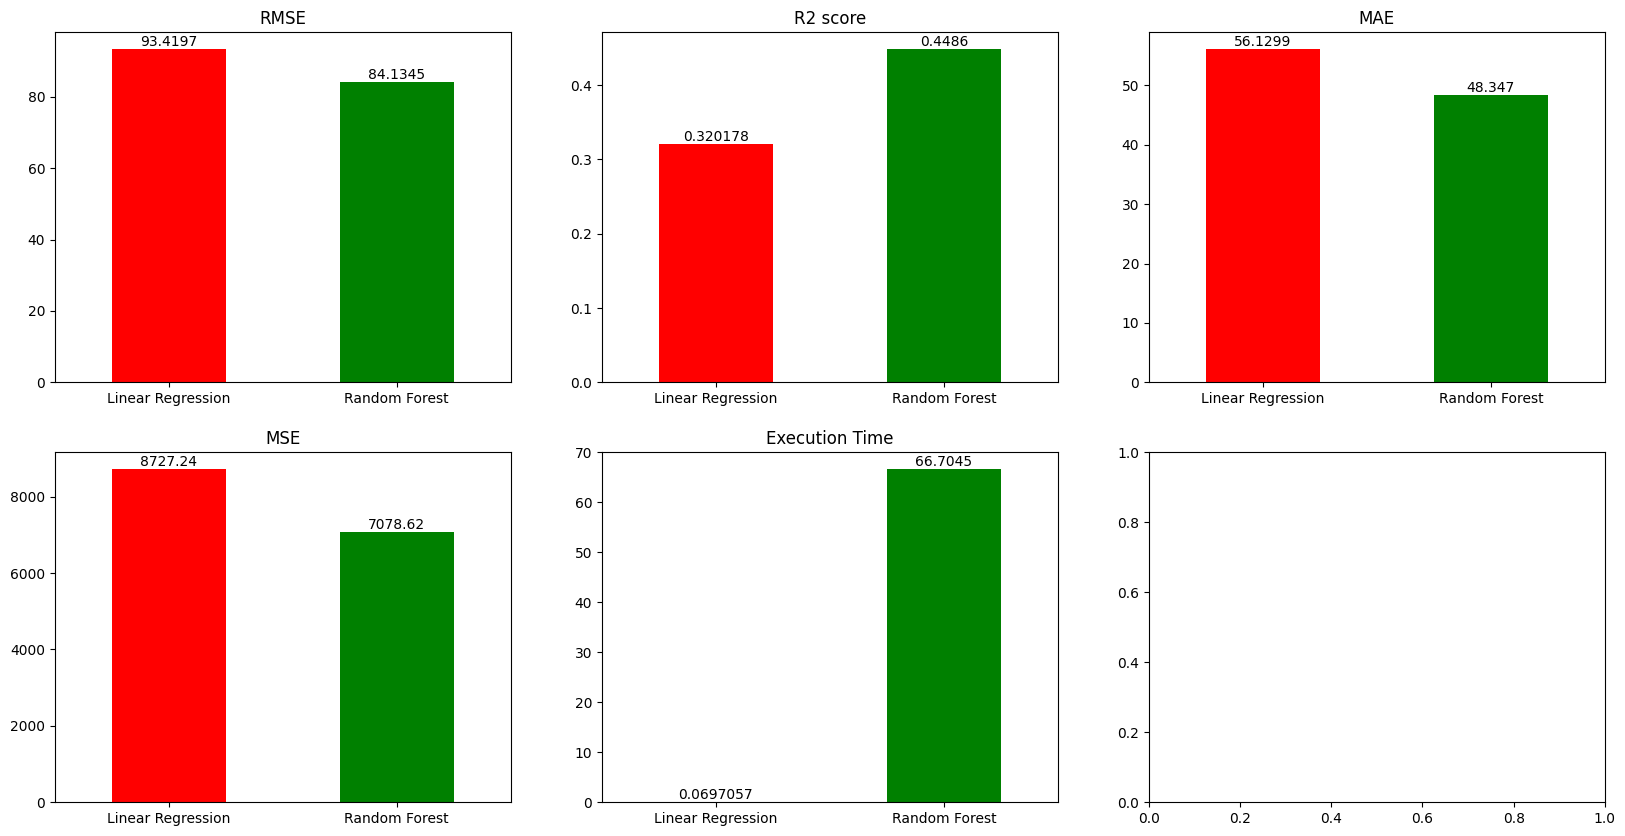 RMSE
93.4197
84.1345
80
60
40
20
0
Linear Regression
Random Forest
R2 score
0.4486
0.320178
0.4
0.3
0.2
0.1
0.0
Linear Regression
Random Forest
MAE
56.1299
48.347
50
40
30
20
10
0
Linear Regression
Random Forest
MSE
8727.24
7078.62
8000
6000
4000
2000
0
Linear Regression
Random Forest
Execution Time
70
66.7045
60
50
40
30
20
10
0
0.0697057
Linear Regression
Random Forest
1.0
0.8
0.6
0.4
0.2
0.0
0.0 0.2 0.4 0.6 0.8 1.0